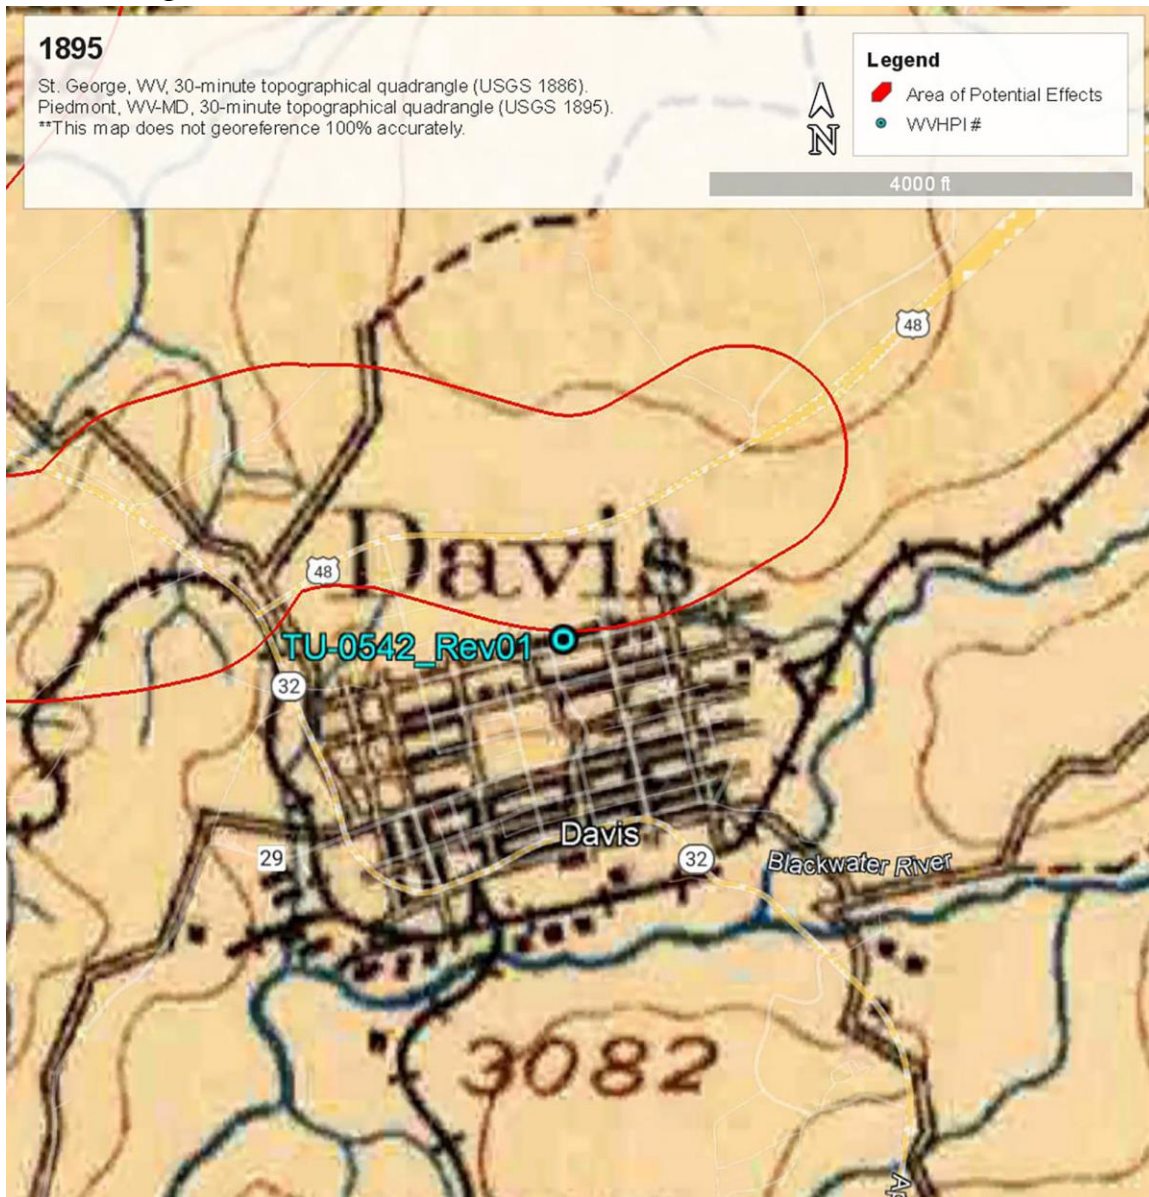 1895
St. George, WV, 30-minute topographical quadrangle (USGS 1886).
Piedmont, WV-MD, 30-minute topographical quadrangle (USGS 1895).
**This map does not georeference 100% accurately.
N
Legend
Area of Potential Effects
WVHPI #
4000 ft
48
Davis
48
TU-0542_Rev01
32
Davis
29
32
Blackwater River
3082